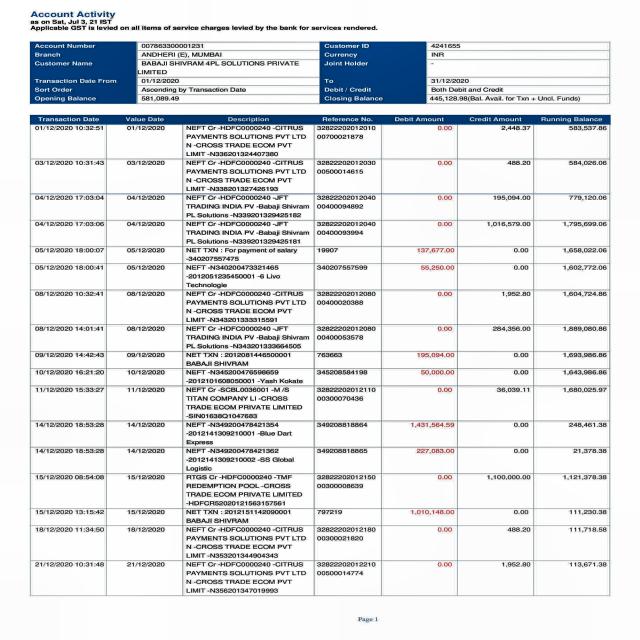 Account Activity
as on Sat, Jul 3, 21 IST
Applicable GST is levied on all items of service charges levied by the bank for services rendered.
Account Number 007863300001231 Customer ID 4241655
Branch ANDHERI (E), MUMBAI Currency INR
Customer Name BABAJI SHIVRAM 4PL SOLUTIONS PRIVATE Joint Holder -
LIMITED
Transaction Date From 01/12/2020 To 31/12/2020
Sort Order Ascending by Transaction Date Debit / Credit Both Debit and Credit
Opening Balance 581,089.49 Closing Balance 445,128.98(Bal. Avail. for Txn + Uncl. Funds)
Transaction Date Value Date Description Reference No. Debit Amount Credit Amount Running Balance
01/12/2020 10:32:51 01/12/2020 NEFT Cr -HDFC0000240 -CITRUS 32822202012010 0.00 2,448.37 583,537.86
PAYMENTS SOLUTIONS PVT LTD 00700021878
N -CROSS TRADE ECOM PVT
LIMIT -N336201324407380
03/12/2020 10:31:43 03/12/2020 NEFT Cr -HDFC0000240 -CITRUS 32822202012030 0.00 488.20 584,026.06
PAYMENTS SOLUTIONS PVT LTD 00500014615
N -CROSS TRADE ECOM PVT
LIMIT -N338201327426193
04/12/2020 17:03:04 04/12/2020 NEFT Cr -HDFC0000240 -JFT 32822202012040 0.00 195,094.00 779,120.06
TRADING INDIA PV -Babaji Shivram 00400094892
PL Solutions -N339201329425182
04/12/2020 17:03:06 04/12/2020 NEFT Cr -HDFC0000240 -JFT 32822202012040 0.00 1,016,579.00 1,795,699.06
TRADING INDIA PV -Babaji Shivram 00400093994
PL Solutions -N339201329425181
05/12/2020 18:00:07 05/12/2020 NET TXN : For payment of salary 19907 137,677.00 0.00 1,658,022.06
-340207557475
05/12/2020 18:00:41 05/12/2020 NEFT -N340200473321465 340207557599 55,250.00 0.00 1,602,772.06
-2012051235450001 -6 Livo
Technologie
08/12/2020 10:32:41 08/12/2020 NEFT Cr -HDFC0000240 -CITRUS 32822202012080 0.00 1,952.80 1,604,724.86
PAYMENTS SOLUTIONS PVT LTD 00400020388
N -CROSS TRADE ECOM PVT
LIMIT -N343201333315591
08/12/2020 14:01:41 08/12/2020 NEFT Cr -HDFC0000240 -JFT 32822202012080 0.00 284,356.00 1,889,080.86
TRADING INDIA PV -Babaji Shivram 00400053578
PL Solutions -N343201333664505
09/12/2020 14:42:43 09/12/2020 NET TXN : 2012081446500001 763663 195,094.00 0.00 1,693,986.86
BABAJI SHIVRAM
10/12/2020 16:21:20 10/12/2020 NEFT -N345200476598659 345208584198 50,000.00 0.00 1,643,986.86
-2012101608050001 -Yash Kokate
11/12/2020 15:33:27 11/12/2020 NEFT Cr -SCBL0036001 -M /S 32822202012110 0.00 36,039.11 1,680,025.97
TITAN COMPANY LI -CROSS 00300070436
TRADE ECOM PRIVATE LIMITED
-SIN01638Q1047683
14/12/2020 18:53:28 14/12/2020 NEFT -N349200478421354 349208818864 1,431,564.59 0.00 248,461.38
-2012141309210001 -Blue Dart
Express
14/12/2020 18:53:28 14/12/2020 NEFT -N349200478421362 349208818865 227,083.00 0.00 21,378.38
-2012141309210002 -SS Global
Logistic
15/12/2020 08:54:08 15/12/2020 RTGS Cr -HDFC0000240 -TMF 32822202012150 0.00 1,100,000.00 1,121,378.38
REDEMPTION POOL -CROSS 00300008639
TRADE ECOM PRIVATE LIMITED
-HDFCR52020121563157561
15/12/2020 13:15:42 15/12/2020 NET TXN : 2012151142090001 797219 1,010,148.00 0.00 111,230.38
BABAJI SHIVRAM
18/12/2020 11:34:50 18/12/2020 NEFT Cr -HDFC0000240 -CITRUS 32822202012180 0.00 488.20 111,718.58
PAYMENTS SOLUTIONS PVT LTD 00300021820
N -CROSS TRADE ECOM PVT
LIMIT -N353201344904343
21/12/2020 10:31:48 21/12/2020 NEFT Cr -HDFC0000240 -CITRUS 32822202012210 0.00 1,952.80 113,671.38
PAYMENTS SOLUTIONS PVT LTD 00500014774
N -CROSS TRADE ECOM PVT
LIMIT -N356201347019993
Page 1